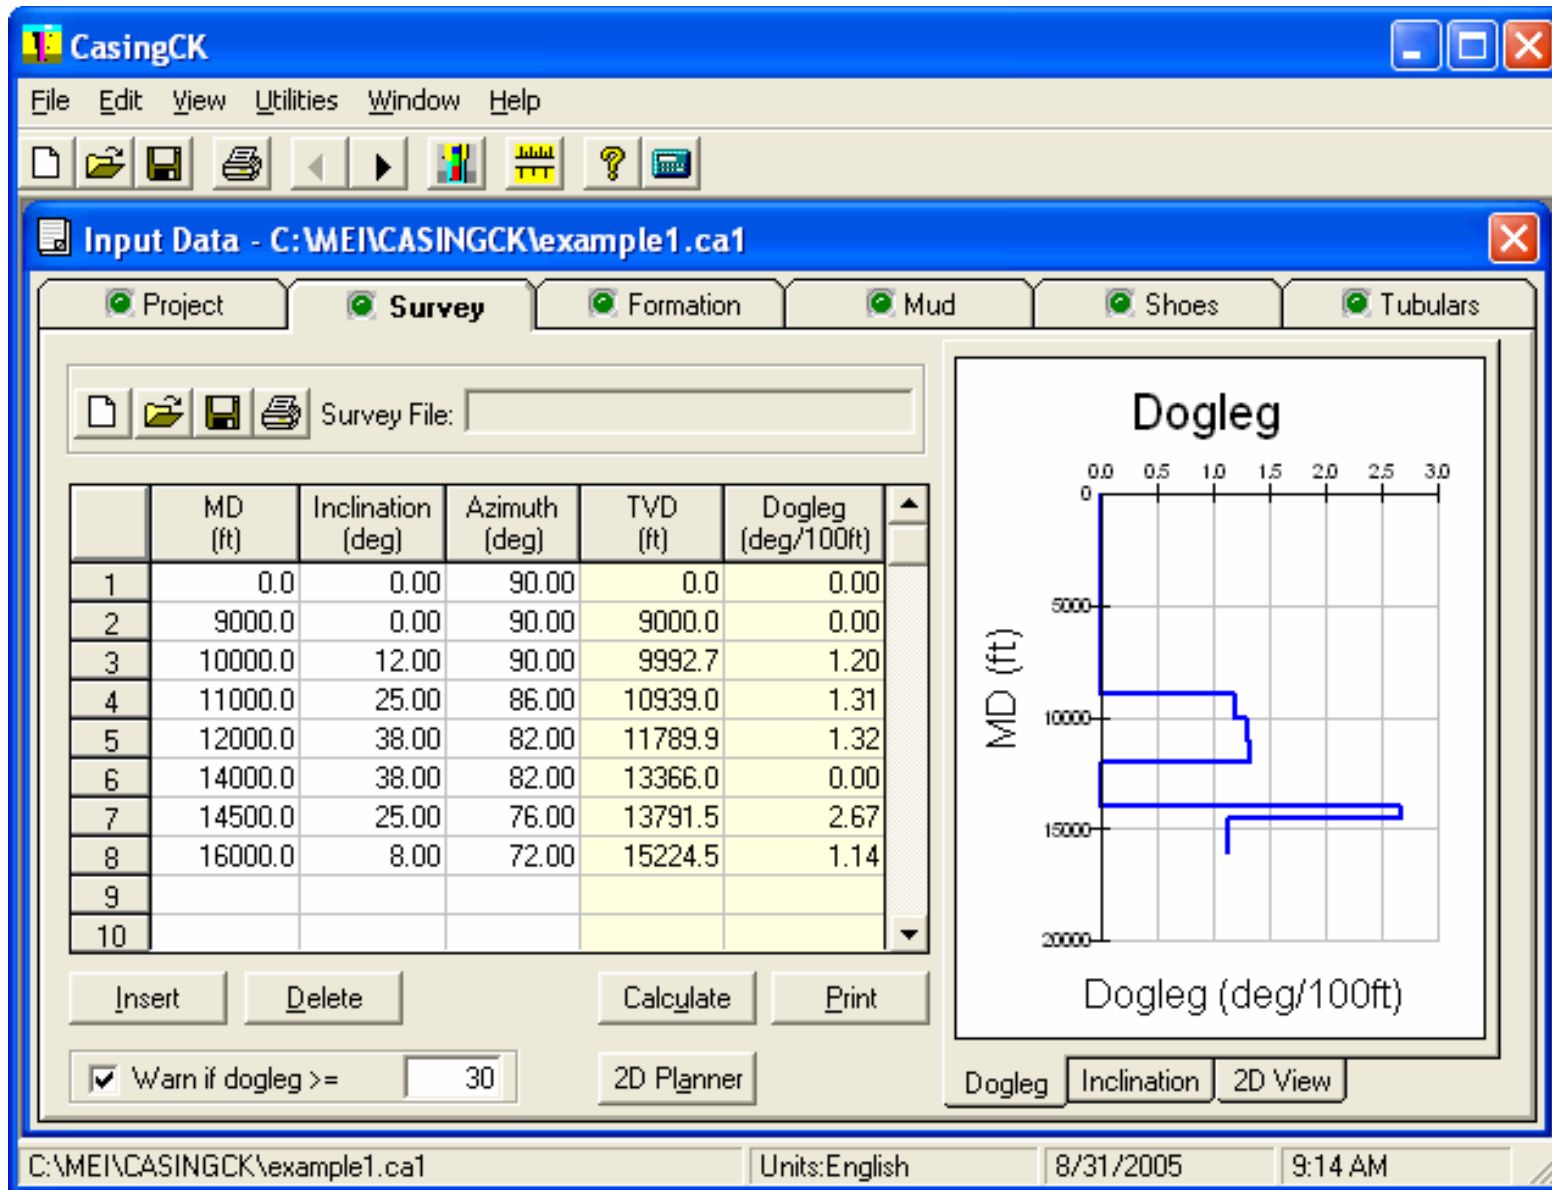 CasingCK
File Edit View Utilities Window Help
Input Data - C:\MEI\CASINGCK\example1.ca1
Project Survey Formation Mud Shoes Tubulars
Survey File:
MD (ft) Inclination (deg) Azimuth (deg) TVD (ft) Dogleg (deg/100ft)
1 0.0 0.00 90.00 0.0 0.00
2 9000.0 0.00 90.00 9000.0 0.00
3 10000.0 12.00 90.00 9992.7 1.20
4 11000.0 25.00 86.00 10939.0 1.31
5 12000.0 38.00 82.00 11789.9 1.32
6 14000.0 38.00 82.00 13366.0 0.00
7 14500.0 25.00 76.00 13791.5 2.67
8 16000.0 8.00 72.00 15224.5 1.14
9
10
Insert Delete Calculate Print
Warn if dogleg >= 30 2D Planner
Dogleg
0.0 0.5 1.0 1.5 2.0 2.5 3.0
0
5000
10000
15000
20000
MD (ft)
Dogleg (deg/100ft)
Dogleg Inclination 2D View
C:\MEI\CASINGCK\example1.ca1 Units:English 8/31/2005 9:14 AM